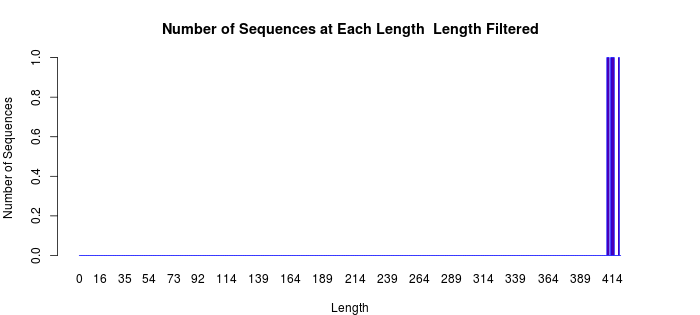 Number of Sequences at Each Length  Length Filtered
Number of Sequences
1.0
0.8
0.6
0.4
0.2
0.0
0 16 35 54 73 92 114 139 164 189 214 239 264 289 314 339 364 389 414
Length